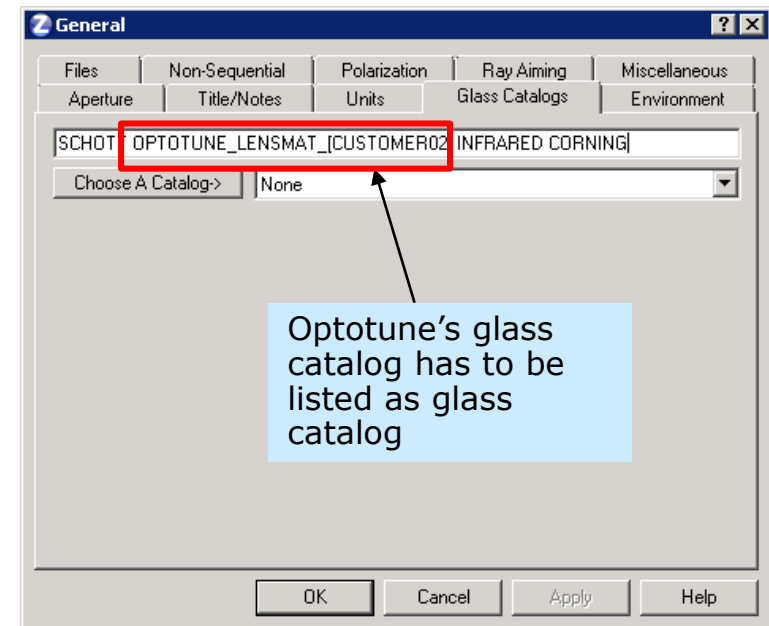 General
Files Non-Sequential Polarization Ray Aiming Miscellaneous
Aperture Title/Notes Units Glass Catalogs Environment
SCHOTT OPTOTUNE_LENSMAT_[CUSTOMER02 INFRARED CORNING
Choose A Catalog-> None
Optotune’s glass
catalog has to be
listed as glass
catalog
OK Cancel Apply Help